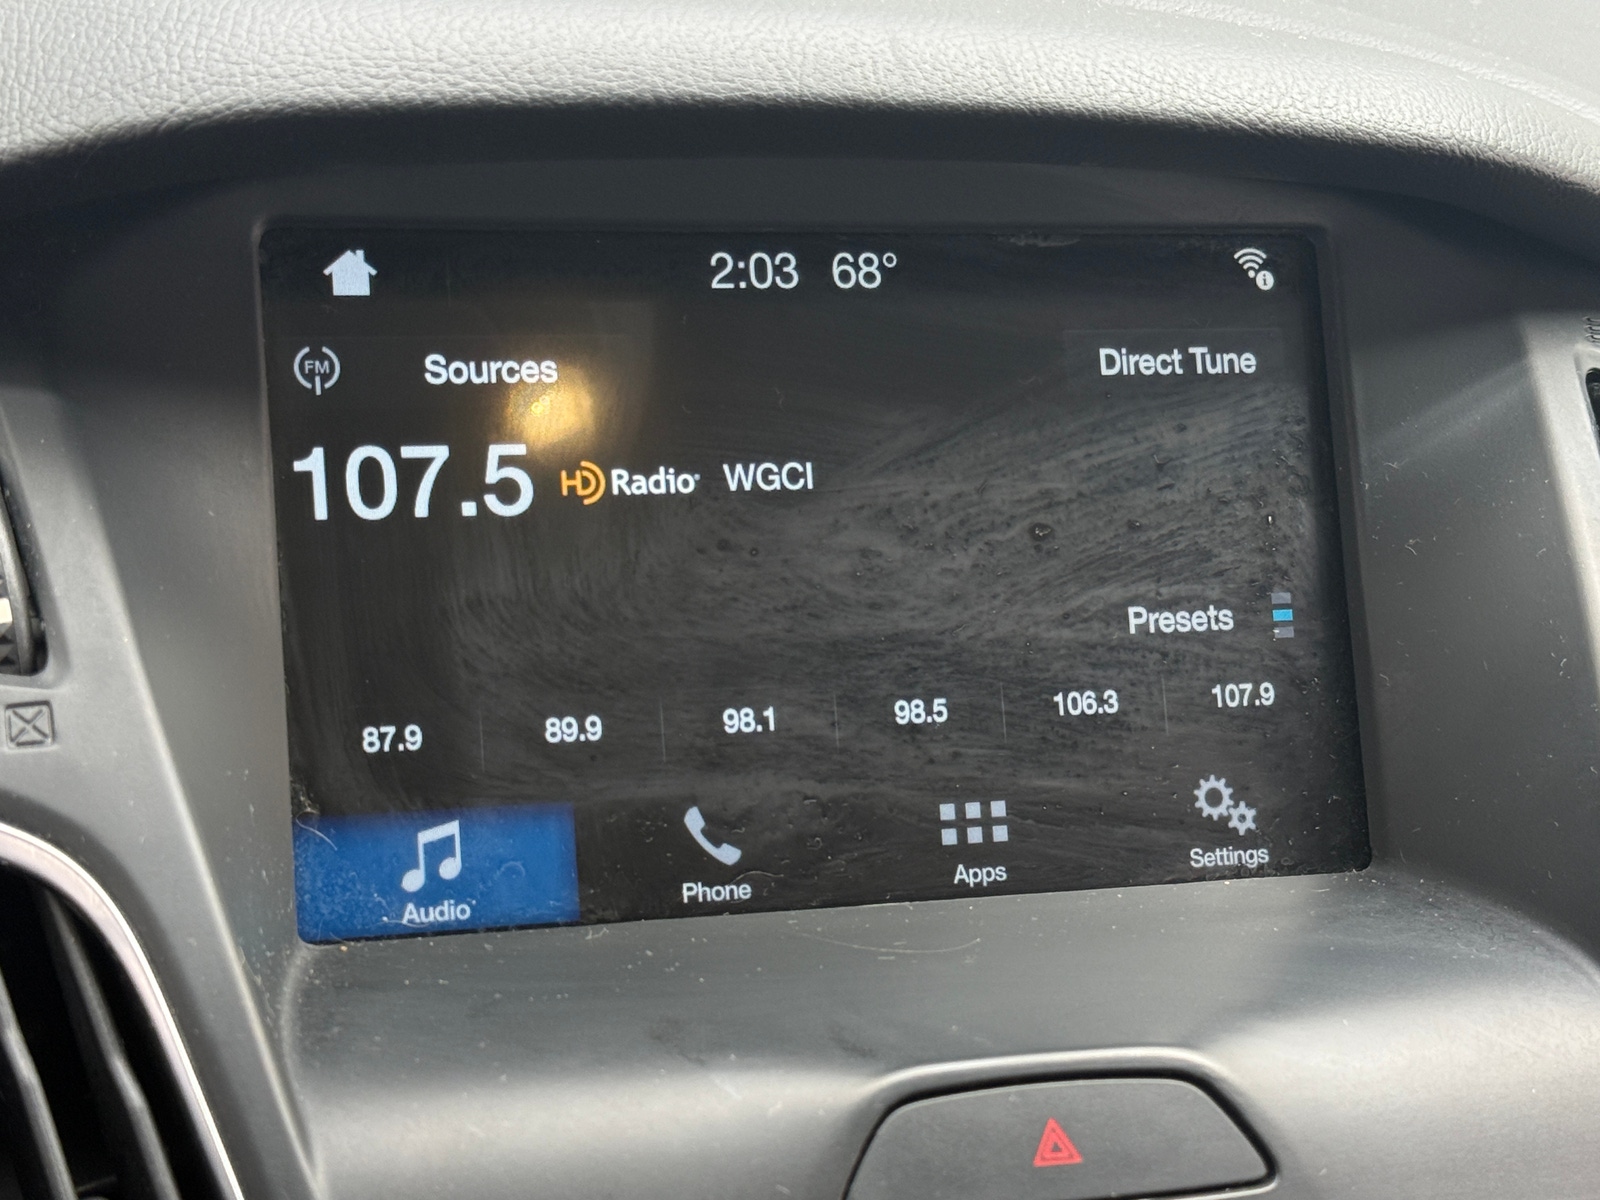 2:03 68°
FM Sources Direct Tune
107.5 HD Radio WGCI
Presets
87.9 89.9 98.1 98.5 106.3 107.9
Audio Phone Apps Settings